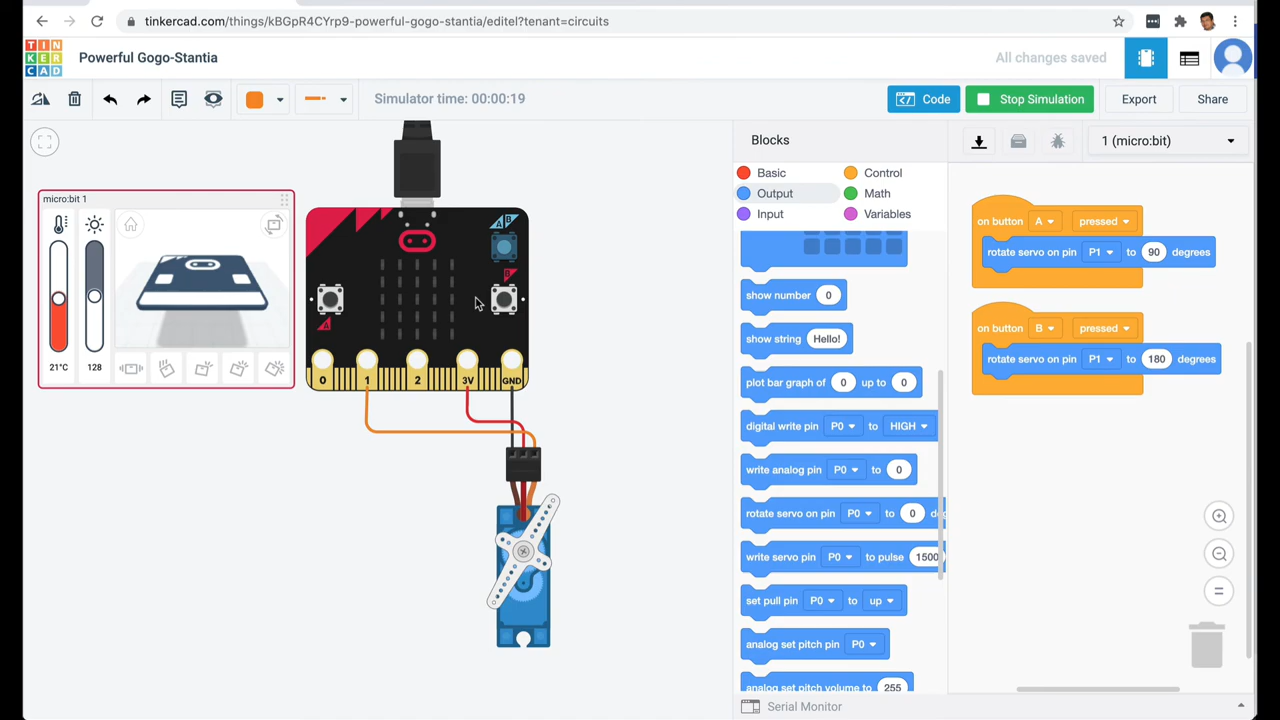 tinkercad.com/things/kBGpR4CYrp9-powerful-gogo-stantia/editel?tenant=circuits
TIN
KER
CAD
Powerful Gogo-Stantia
All changes saved
Simulator time: 00:00:19
Code
Stop Simulation
Export
Share
micro:bit 1
21°C
128
A B
B
A
0
1
2
3V
GND
Blocks
Basic
Control
Output
Math
Input
Variables
show number 0
show string Hello!
plot bar graph of 0 up to 0
digital write pin P0 to HIGH
write analog pin P0 to 0
rotate servo on pin P0 to 0 deg
write servo pin P0 to pulse 1500
set pull pin P0 to up
analog set pitch pin P0
analog set pitch volume to 255
1 (micro:bit)
on button A pressed
rotate servo on pin P1 to 90 degrees
on button B pressed
rotate servo on pin P1 to 180 degrees
Serial Monitor